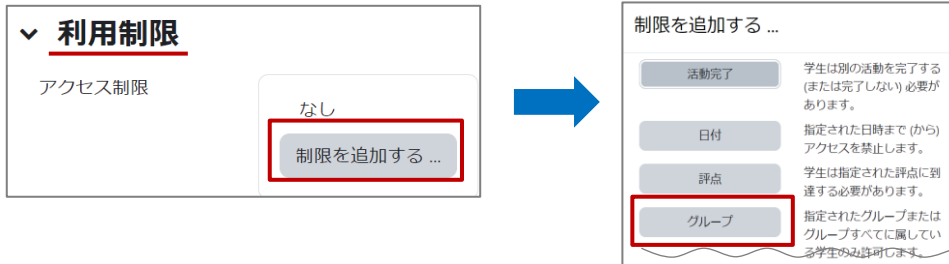 利用制限
アクセス制限
なし
制限を追加する ...
制限を追加する ...
活動完了
学生は別の活動を完了する
(または完了しない) 必要が
あります。
日付
指定された日時まで (から)
アクセスを禁止します。
評点
学生は指定された評点に到
達する必要があります。
グループ
指定されたグループまたは
グループすべてに属してい
る学生のみ許可します。